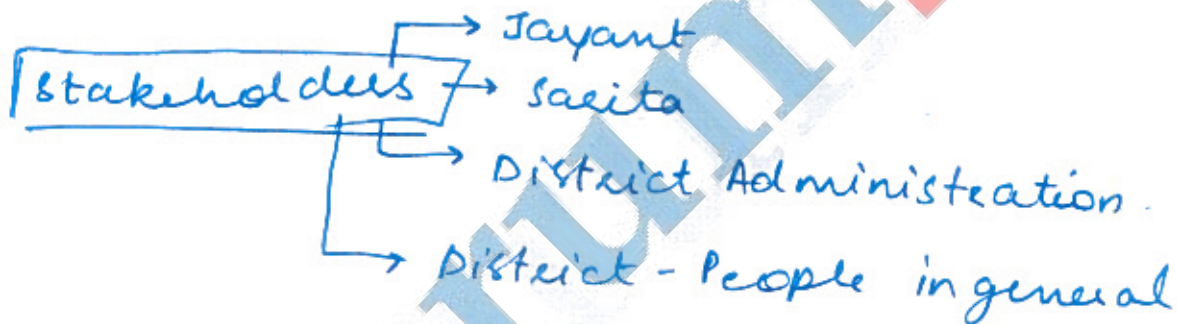 Jayant
Stakeholders
Sarita
District Administration.
District - People in general